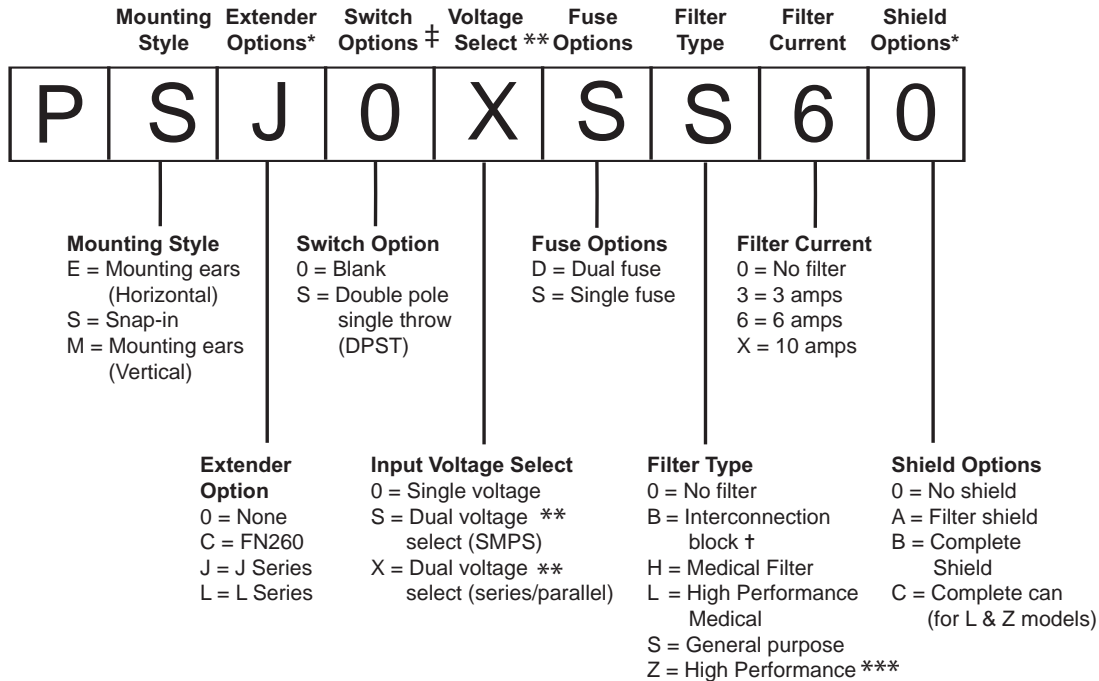 Mounting Style
Extender Options*
Switch Options ‡
Voltage Select **
Fuse Options
Filter Type
Filter Current
Shield Options*
P S J 0 X S S 6 0
Mounting Style
E = Mounting ears
(Horizontal)
S = Snap-in
M = Mounting ears
(Vertical)
Switch Option
0 = Blank
S = Double pole
single throw
(DPST)
Fuse Options
D = Dual fuse
S = Single fuse
Filter Current
0 = No filter
3 = 3 amps
6 = 6 amps
X = 10 amps
Extender
Option
0 = None
C = FN260
J = J Series
L = L Series
Input Voltage Select
0 = Single voltage
S = Dual voltage **
select (SMPS)
X = Dual voltage **
select (series/parallel)
Filter Type
0 = No filter
B = Interconnection
block †
H = Medical Filter
L = High Performance
Medical
S = General purpose
Z = High Performance ***
Shield Options
0 = No shield
A = Filter shield
B = Complete
Shield
C = Complete can
(for L & Z models)